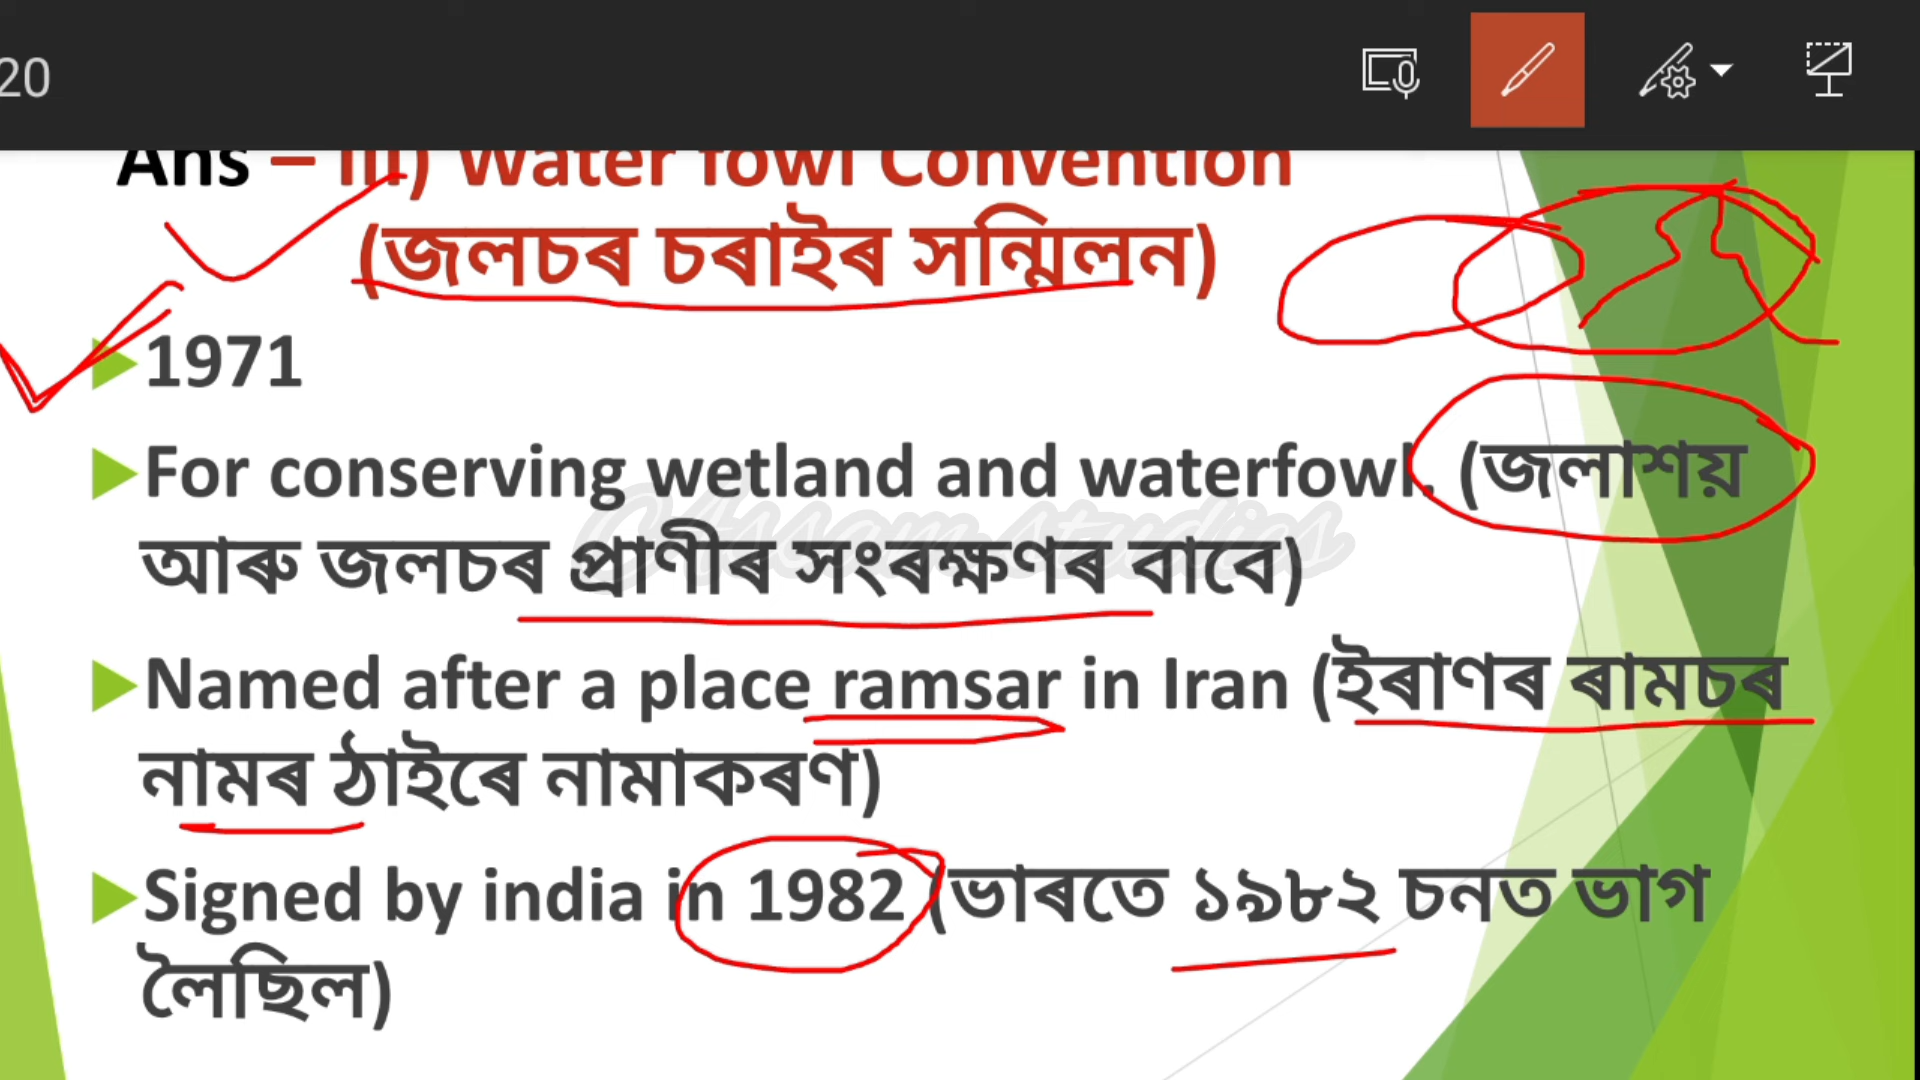 20
Ans – iii) Water fowl Convention
(জলচৰ চৰাইৰ সন্মিলন)
1971
For conserving wetland and waterfowl. (জলাশয়
আৰু জলচৰ প্ৰাণীৰ সংৰক্ষণৰ বাবে)
©Assam studies
Named after a place ramsar in Iran (ইৰাণৰ ৰামচৰ
নামৰ ঠাইৰে নামাকৰণ)
Signed by india in 1982 (ভাৰতে ১৯৮২ চনত ভাগ
লৈছিল)